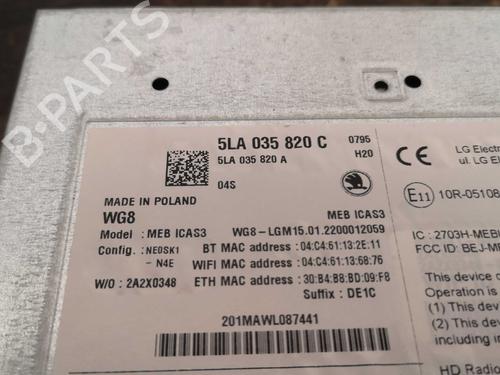 B-PARTS
5LA 035 820 C 0795
5LA 035 820 A H20
04S
MADE IN POLAND
WG8 MEB ICAS3
Model : MEB ICAS3 WG8-LGM15.01.2200012059
Config. : NE0SK1 BT MAC address : 04:C4:61:13:2E:11
- N4E WIFI MAC address : 04:C4:61:13:68:76
W/O : 2A2X0348 ETH MAC address : 30:B4:B8:BD:09:F8
Suffix : DE1C
201MAWL087441
CE LG Electr
ul. LG El
E11 10R-05108
IC : 2703H-MEBI
FCC ID: BEJ-ME
This device
Operation is
(1) This dev
(2) This dev
including in
HD Radio